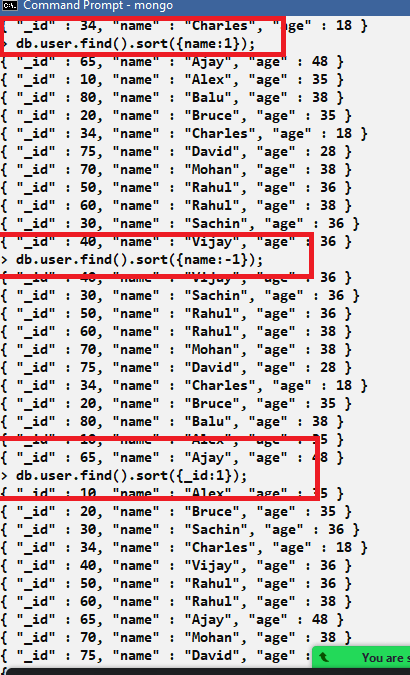 Command Prompt - mongo
{ "_id" : 34, "name" : "Charles", "age" : 18 }
> db.user.find().sort({name:1});
{ "_id" : 65, "name" : "Ajay", "age" : 48 }
{ "_id" : 10, "name" : "Alex", "age" : 35 }
{ "_id" : 80, "name" : "Balu", "age" : 38 }
{ "_id" : 20, "name" : "Bruce", "age" : 35 }
{ "_id" : 34, "name" : "Charles", "age" : 18 }
{ "_id" : 75, "name" : "David", "age" : 28 }
{ "_id" : 70, "name" : "Mohan", "age" : 38 }
{ "_id" : 50, "name" : "Rahul", "age" : 36 }
{ "_id" : 60, "name" : "Rahul", "age" : 38 }
{ "_id" : 30, "name" : "Sachin", "age" : 36 }
{ "_id" : 40, "name" : "Vijay", "age" : 36 }
> db.user.find().sort({name:-1});
{ "_id" : 40, "name" : "Vijay", "age" : 36 }
{ "_id" : 30, "name" : "Sachin", "age" : 36 }
{ "_id" : 50, "name" : "Rahul", "age" : 36 }
{ "_id" : 60, "name" : "Rahul", "age" : 38 }
{ "_id" : 70, "name" : "Mohan", "age" : 38 }
{ "_id" : 75, "name" : "David", "age" : 28 }
{ "_id" : 34, "name" : "Charles", "age" : 18 }
{ "_id" : 20, "name" : "Bruce", "age" : 35 }
{ "_id" : 80, "name" : "Balu", "age" : 38 }
{ "_id" : 10, "name" : "Alex", "age" : 35 }
{ "_id" : 65, "name" : "Ajay", "age" : 48 }
> db.user.find().sort({_id:1});
{ "_id" : 10, "name" : "Alex", "age" : 35 }
{ "_id" : 20, "name" : "Bruce", "age" : 35 }
{ "_id" : 30, "name" : "Sachin", "age" : 36 }
{ "_id" : 34, "name" : "Charles", "age" : 18 }
{ "_id" : 40, "name" : "Vijay", "age" : 36 }
{ "_id" : 50, "name" : "Rahul", "age" : 36 }
{ "_id" : 60, "name" : "Rahul", "age" : 38 }
{ "_id" : 65, "name" : "Ajay", "age" : 48 }
{ "_id" : 70, "name" : "Mohan", "age" : 38 }
{ "_id" : 75, "name" : "David", "age"
You are